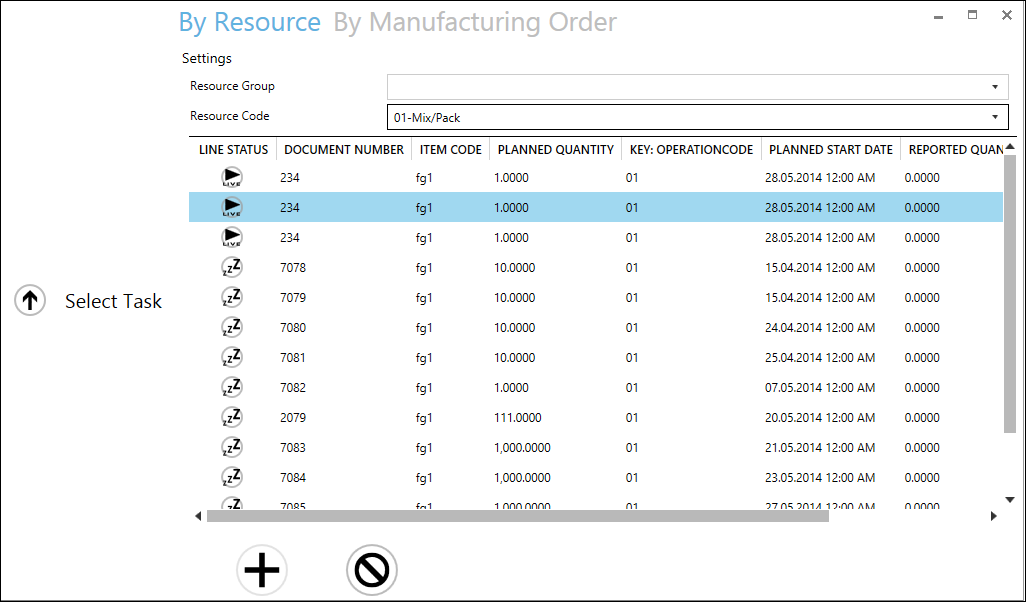 By Resource By Manufacturing Order
Settings
Resource Group
Resource Code 01-Mix/Pack
LINE STATUS DOCUMENT NUMBER ITEM CODE PLANNED QUANTITY KEY: OPERATIONCODE PLANNED START DATE REPORTED QUAN
LIVE 234 fg1 1.0000 01 28.05.2014 12:00 AM 0.0000
LIVE 234 fg1 1.0000 01 28.05.2014 12:00 AM 0.0000
LIVE 234 fg1 1.0000 01 28.05.2014 12:00 AM 0.0000
zzZ 7078 fg1 10.0000 01 15.04.2014 12:00 AM 0.0000
zzZ 7079 fg1 10.0000 01 15.04.2014 12:00 AM 0.0000
Select Task
zzZ 7080 fg1 10.0000 01 24.04.2014 12:00 AM 0.0000
zzZ 7081 fg1 10.0000 01 25.04.2014 12:00 AM 0.0000
zzZ 7082 fg1 1.0000 01 07.05.2014 12:00 AM 0.0000
zzZ 2079 fg1 111.0000 01 20.05.2014 12:00 AM 0.0000
zzZ 7083 fg1 1,000.0000 01 21.05.2014 12:00 AM 0.0000
zzZ 7084 fg1 1,000.0000 01 23.05.2014 12:00 AM 0.0000
zzZ 7085 fg1 1,000.0000 01 27.05.2014 12:00 AM 0.0000